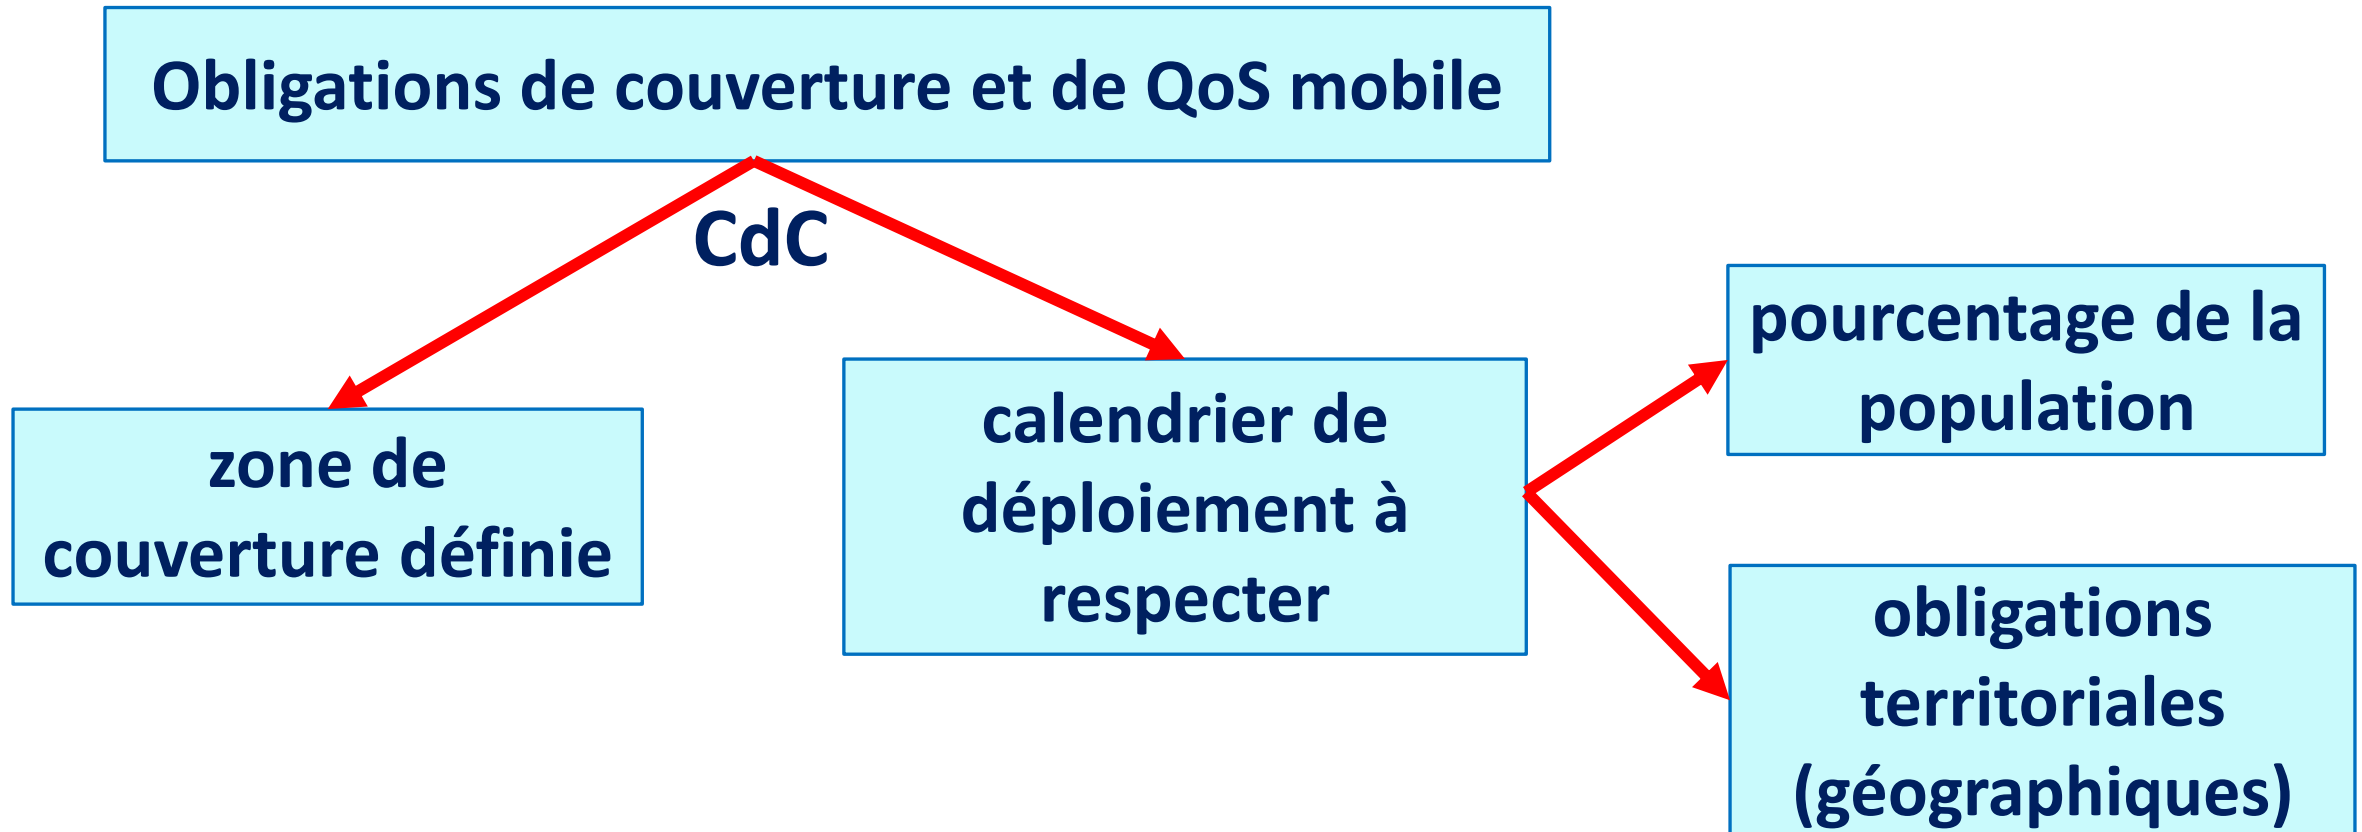 Obligations de couverture et de QoS mobile
CdC
zone de
couverture définie
calendrier de
déploiement à
respecter
pourcentage de la
population
obligations
territoriales
(géographiques)